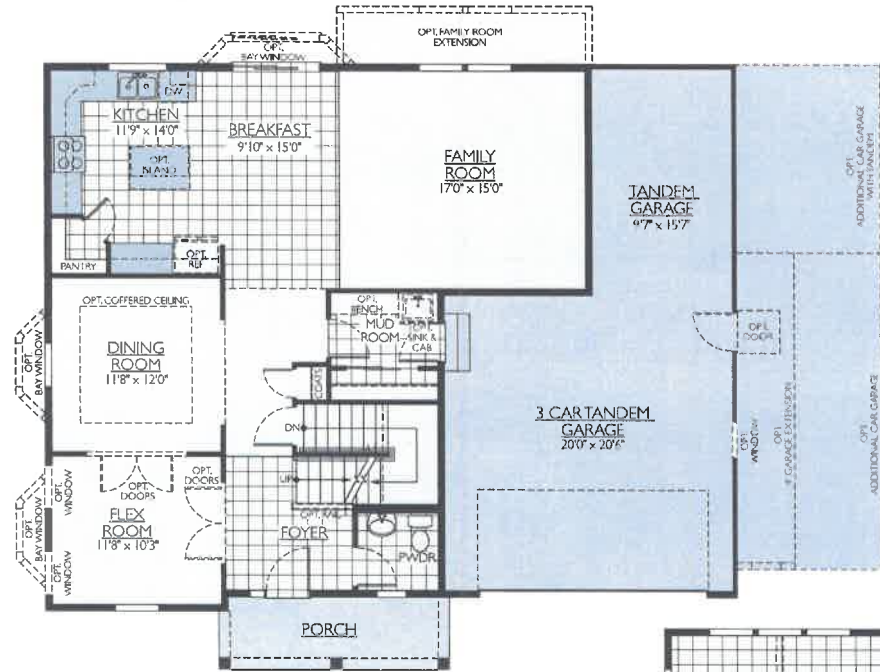 OPT. FAMILY ROOM
EXTENSION
OPT.
BAY WINDOW
DW
KITCHEN
11'9" x 14'0"
BREAKFAST
9'10" x 15'0"
OPT.
ISLAND
FAMILY
ROOM
17'0" x 15'0"
TANDEM
GARAGE
9'7" x 15'7"
OPT.
ADDITIONAL CAR GARAGE
WITH TANDEM
PANTRY
OPT.
REF.
OPT. COFFERED CEILING
OPT.
BENCH
MUD
ROOM
OPT.
SINK &
CAB
OPT.
DOOR
OPT.
BAY WINDOW
DINING
ROOM
11'8" x 12'0"
COATS
DN
3 CAR TANDEM
GARAGE
20'0" x 20'6"
OPT.
WINDOW
OPT.
4' GARAGE EXTENSION
OPT.
ADDITIONAL CAR GARAGE
OPT.
DOORS
OPT.
DOORS
UP
OPT. RAIL
OPT.
BAY WINDOW
OPT.
WINDOW
OPT.
WINDOW
FLEX
ROOM
11'8" x 10'3"
FOYER
PWDR
PORCH